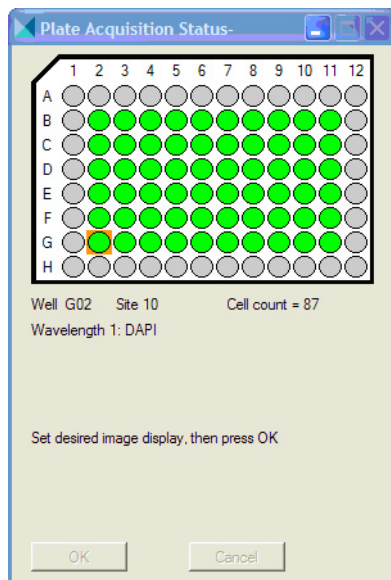 Plate Acquisition Status-
1 2 3 4 5 6 7 8 9 10 11 12
A
B
C
D
E
F
G
H
Well G02 Site 10 Cell count = 87
Wavelength 1: DAPI
Set desired image display, then press OK
OK Cancel